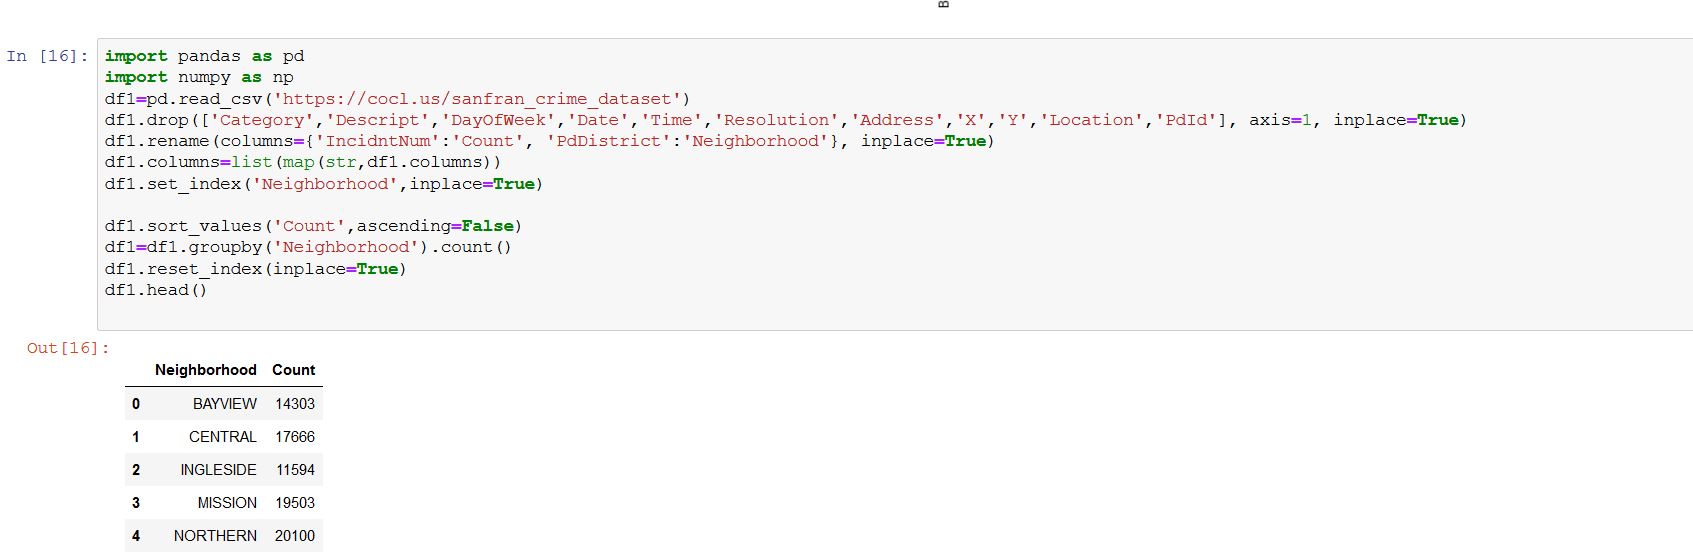 B
In [16]: import pandas as pd
import numpy as np
df1=pd.read_csv('https://cocl.us/sanfran_crime_dataset')
df1.drop(['Category','Descript','DayOfWeek','Date','Time','Resolution','Address','X','Y','Location','PdId'], axis=1, inplace=True)
df1.rename(columns={'IncidntNum':'Count', 'PdDistrict':'Neighborhood'}, inplace=True)
df1.columns=list(map(str,df1.columns))
df1.set_index('Neighborhood',inplace=True)
df1.sort_values('Count',ascending=False)
df1=df1.groupby('Neighborhood').count()
df1.reset_index(inplace=True)
df1.head()
Out[16]:
Neighborhood Count
0 BAYVIEW 14303
1 CENTRAL 17666
2 INGLESIDE 11594
3 MISSION 19503
4 NORTHERN 20100